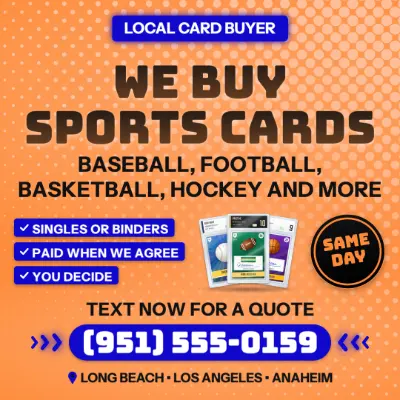 LOCAL CARD BUYER
WE BUY
SPORTS CARDS
BASEBALL, FOOTBALL,
BASKETBALL, HOCKEY AND MORE
✓ SINGLES OR BINDERS
✓ PAID WHEN WE AGREE
✓ YOU DECIDE
10
SAME
DAY
TEXT NOW FOR A QUOTE
(951) 555-0159
LONG BEACH • LOS ANGELES • ANAHEIM